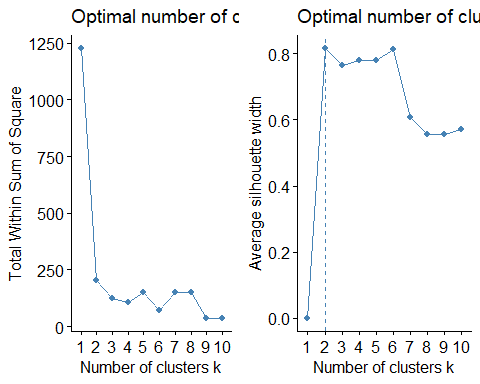 Optimal number of c
Total Within Sum of Square
1250
1000
750
500
250
0
1 2 3 4 5 6 7 8 9 10
Number of clusters k
Optimal number of clu
Average silhouette width
0.8
0.6
0.4
0.2
0.0
1 2 3 4 5 6 7 8 9 10
Number of clusters k